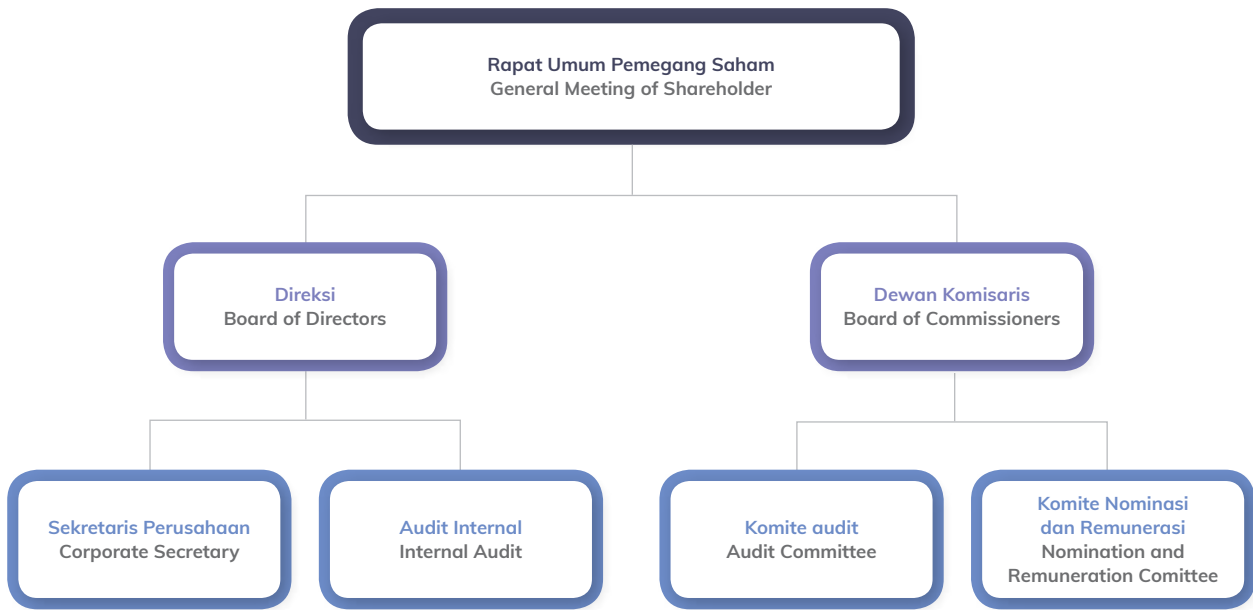 Rapat Umum Pemegang Saham
General Meeting of Shareholder
Direksi
Board of Directors
Dewan Komisaris
Board of Commissioners
Sekretaris Perusahaan
Corporate Secretary
Audit Internal
Internal Audit
Komite audit
Audit Committee
Komite Nominasi
dan Remunerasi
Nomination and
Remuneration Comittee